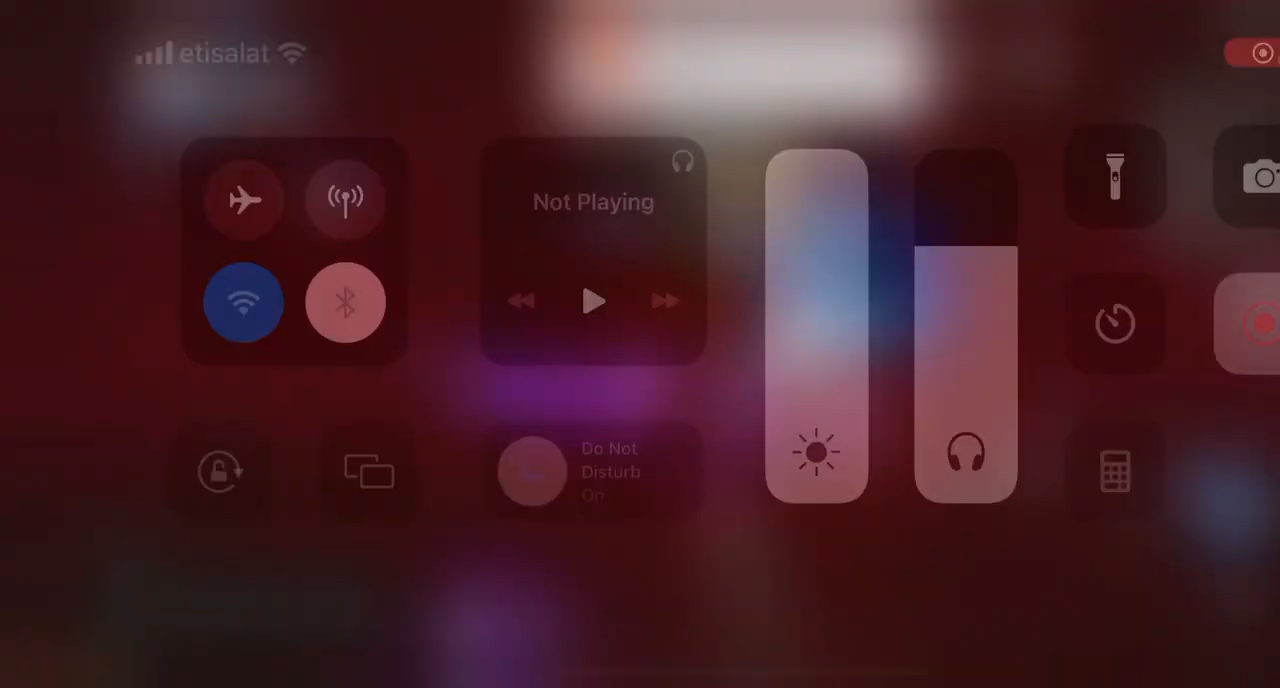 etisalat
Not Playing
Do Not
Disturb
On